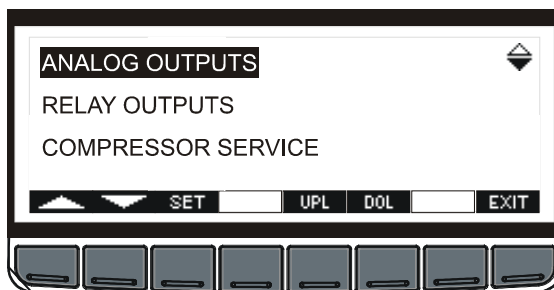 ANALOG OUTPUTS
RELAY OUTPUTS
COMPRESSOR SERVICE
SET UPL DOL EXIT